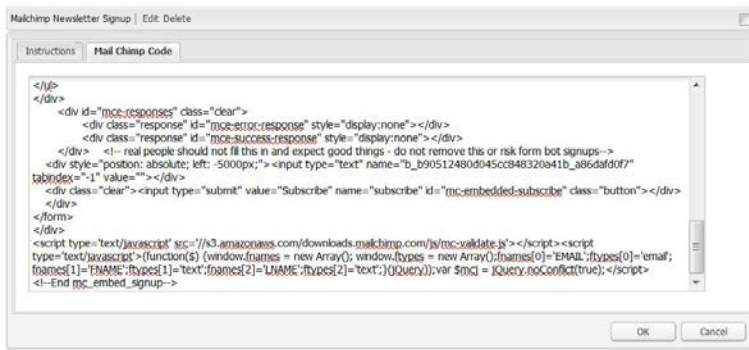 Mailchimp Newsletter Signup | Edit Delete
Instructions Mail Chimp Code
</ul>
</div>
<div id="mce-responses" class="clear">
<div class="response" id="mce-error-response" style="display:none"></div>
<div class="response" id="mce-success-response" style="display:none"></div>
</div> <!-- real people should not fill this in and expect good things - do not remove this or risk form bot signups-->
<div style="position: absolute; left: -5000px;"><input type="text" name="b_b90512480d045cc848320a41b_a86dafd0f7"
tabindex="-1" value=""></div>
<div class="clear"><input type="submit" value="Subscribe" name="subscribe" id="mc-embedded-subscribe" class="button"></div>
</div>
</form>
</div>
<script type='text/javascript' src='//s3.amazonaws.com/downloads.mailchimp.com/js/mc-validate.js'></script><script
type='text/javascript'>(function($) {window.fnames = new Array(); window.ftypes = new Array();fnames[0]='EMAIL';ftypes[0]='email';
fnames[1]='FNAME';ftypes[1]='text';fnames[2]='LNAME';ftypes[2]='text';}(jQuery));var $mcj = jQuery.noConflict(true);</script>
<!--End mc_embed_signup-->
OK Cancel